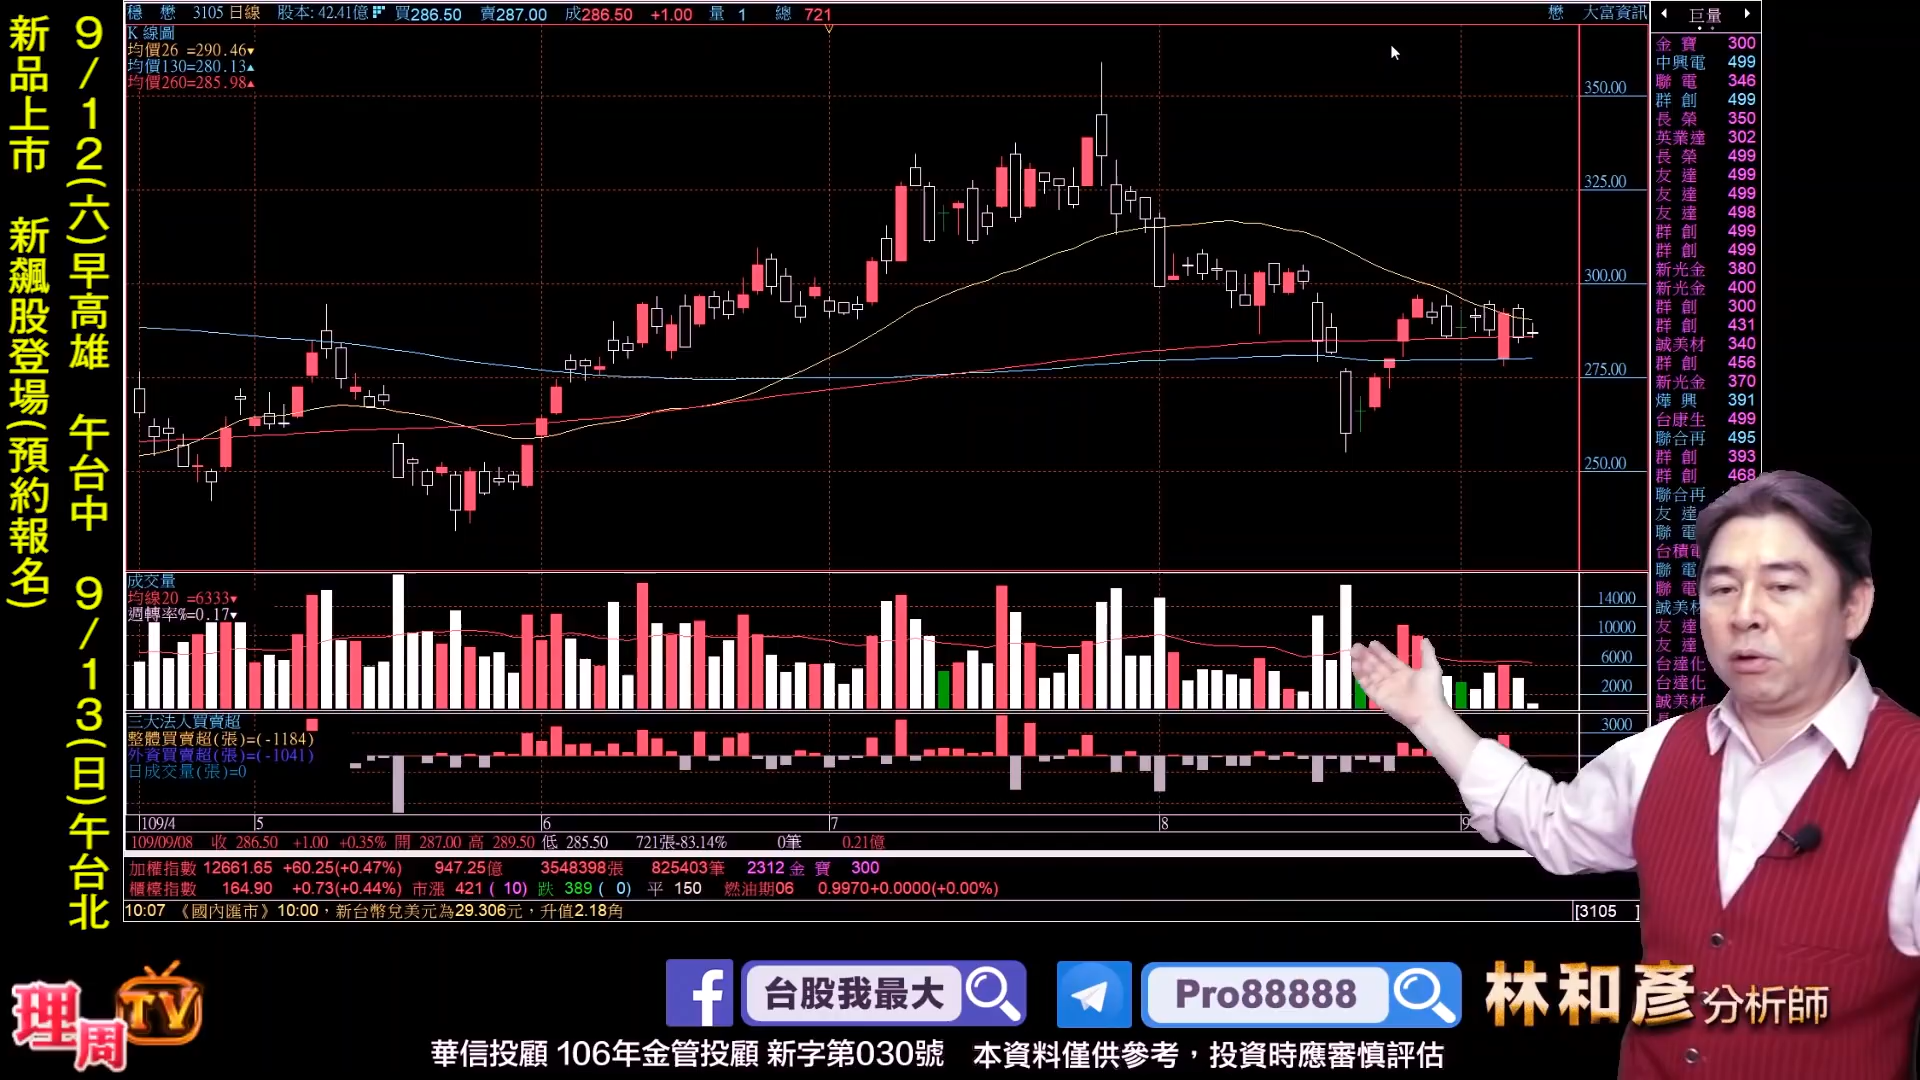 9/12(六)早高雄 午台中 9/13(日)午台北
新品上市 新飆股登場(預約報名)
穩 懋 3105 日線 股本: 42.41億 買286.50 賣287.00 成286.50 +1.00 量 1 總 721 懋 大富資訊
K 線圖
均價26 =290.46▼
均價130=280.13▲
均價260=285.98▲
350.00
325.00
300.00
275.00
250.00
成交量
均線20 =6333▼
週轉率%=0.17▼
14000
10000
6000
2000
三大法人買賣超
整體買賣超(張)=(-1184)
外資買賣超(張)=(-1041)
日成交量(張)=0
3000
109/4 5 6 7 8 9
109/09/08 收 286.50 +1.00 +0.35% 開 287.00 高 289.50 低 285.50 721張-83.14% 0筆 0.21億
加權指數 12661.65 +60.25(+0.47%) 947.25億 3548398張 825403筆 2312 金 寶 300
櫃檯指數 164.90 +0.73(+0.44%) 市漲 421 ( 10) 跌 389 ( 0) 平 150 燃油期06 0.9970+0.0000(+0.00%)
10:07 《國內匯市》10:00，新台幣兌美元為29.306元，升值2.18角 [3105 ]
巨量
金 寶 300
中興電 499
聯 電 346
群 創 499
長 榮 350
英業達 302
長 榮 499
友 達 499
友 達 499
友 達 498
群 創 499
群 創 499
新光金 380
新光金 400
群 創 300
群 創 431
誠美材 340
群 創 456
新光金 370
燁 興 391
台康生 499
聯合再 495
群 創 393
群 創 468
聯合再
友 達
聯 電
台積電
聯 電
聯 電
誠美材
友 達
友 達
台達化
台達化
誠美材
理周TV
台股我最大
Pro88888
林和彥分析師
華信投顧 106年金管投顧 新字第030號 本資料僅供參考，投資時應審慎評估